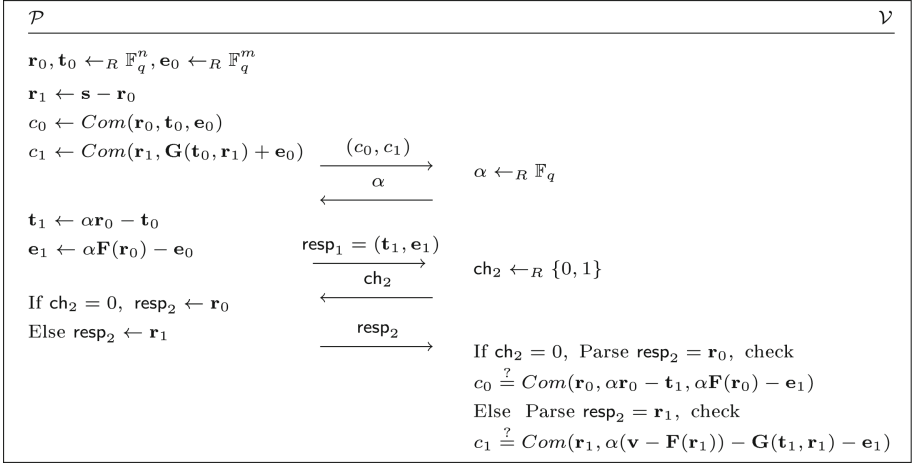 𝒫 𝒱
r₀, t₀ ←_R 𝔽_q^n, e₀ ←_R 𝔽_q^m
r₁ ← s − r₀
c₀ ← Com(r₀, t₀, e₀)
c₁ ← Com(r₁, G(t₀, r₁) + e₀)
(c₀, c₁)
α ←_R 𝔽_q
α
t₁ ← αr₀ − t₀
e₁ ← αF(r₀) − e₀
resp₁ = (t₁, e₁)
ch₂ ←_R {0, 1}
ch₂
If ch₂ = 0, resp₂ ← r₀
Else resp₂ ← r₁
resp₂
If ch₂ = 0, Parse resp₂ = r₀, check
c₀ ≟ Com(r₀, αr₀ − t₁, αF(r₀) − e₁)
Else Parse resp₂ = r₁, check
c₁ ≟ Com(r₁, α(v − F(r₁)) − G(t₁, r₁) − e₁)